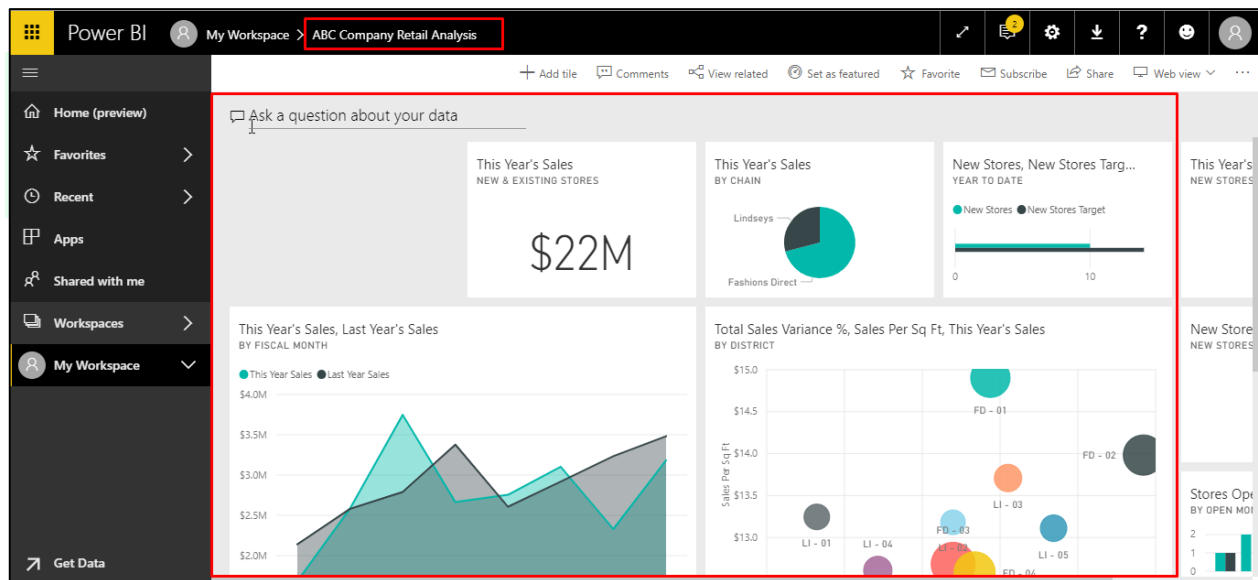 Power BI
My Workspace > ABC Company Retail Analysis
2
Add tile
Comments
View related
Set as featured
Favorite
Subscribe
Share
Web view
Home (preview)
Favorites
Recent
Apps
Shared with me
Workspaces
My Workspace
Get Data
Ask a question about your data
This Year's Sales
NEW & EXISTING STORES
$22M
This Year's Sales
BY CHAIN
Lindseys
Fashions Direct
New Stores, New Stores Targ...
YEAR TO DATE
New Stores New Stores Target
0 10
This Year's
NEW STORES
This Year's Sales, Last Year's Sales
BY FISCAL MONTH
This Year Sales Last Year Sales
$4.0M
$3.5M
$3.0M
$2.5M
$2.0M
Total Sales Variance %, Sales Per Sq Ft, This Year's Sales
BY DISTRICT
Sales Per Sq Ft
$15.0
$14.5
$14.0
$13.5
$13.0
FD - 01
FD - 02
LI - 03
FD - 03
LI - 01
LI - 04
LI - 02
LI - 05
FD - 04
New Store
NEW STORES
Stores Ope
BY OPEN MON
2
1
0